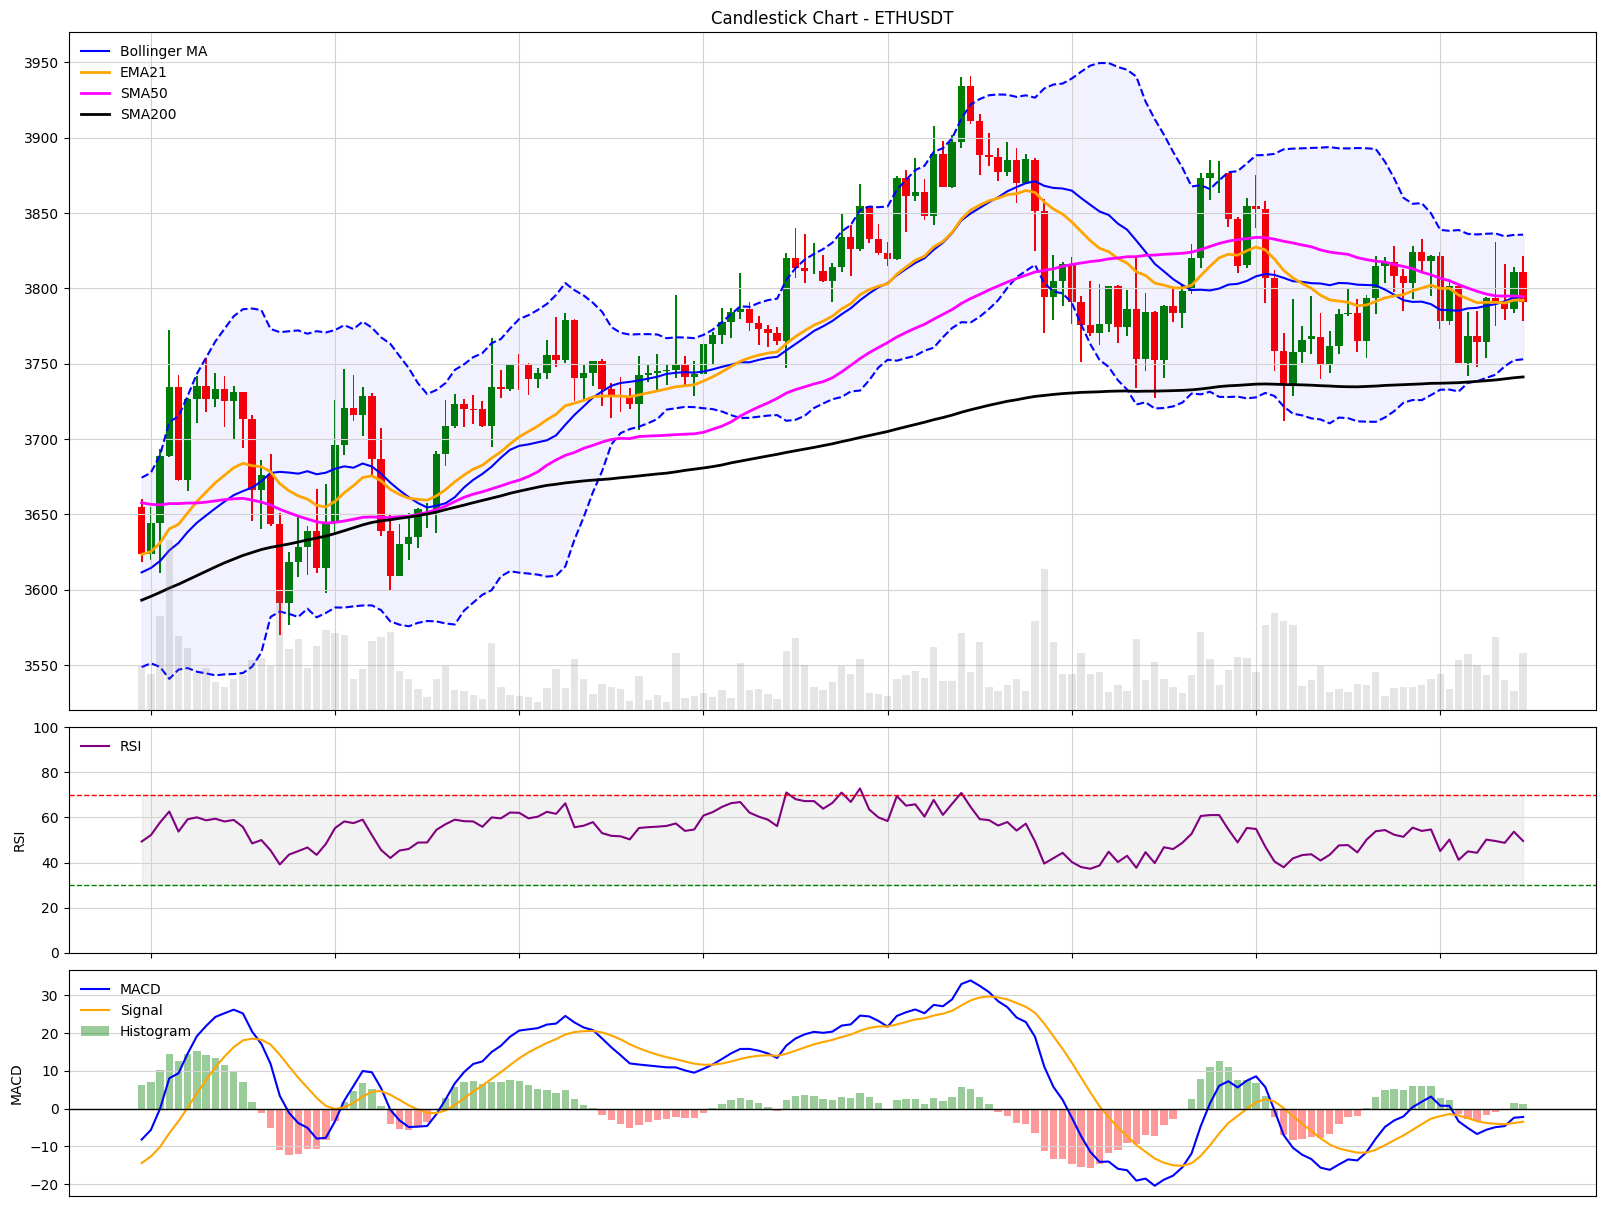 Candlestick Chart - ETHUSDT
Bollinger MA
EMA21
SMA50
SMA200
3950
3900
3850
3800
3750
3700
3650
3600
3550
RSI
100
80
60
40
20
0
RSI
MACD
Signal
Histogram
30
20
10
0
−10
−20
MACD